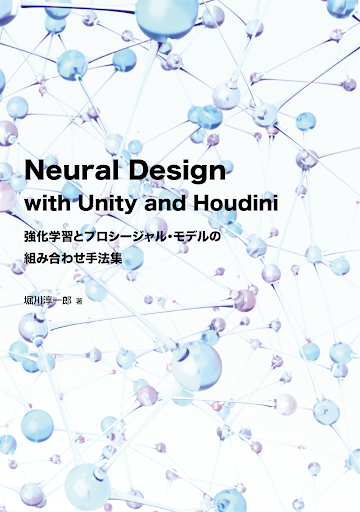 Neural Design
with Unity and Houdini
強化学習とプロシージャル・モデルの
組み合わせ手法集
堀川淳一郎 著